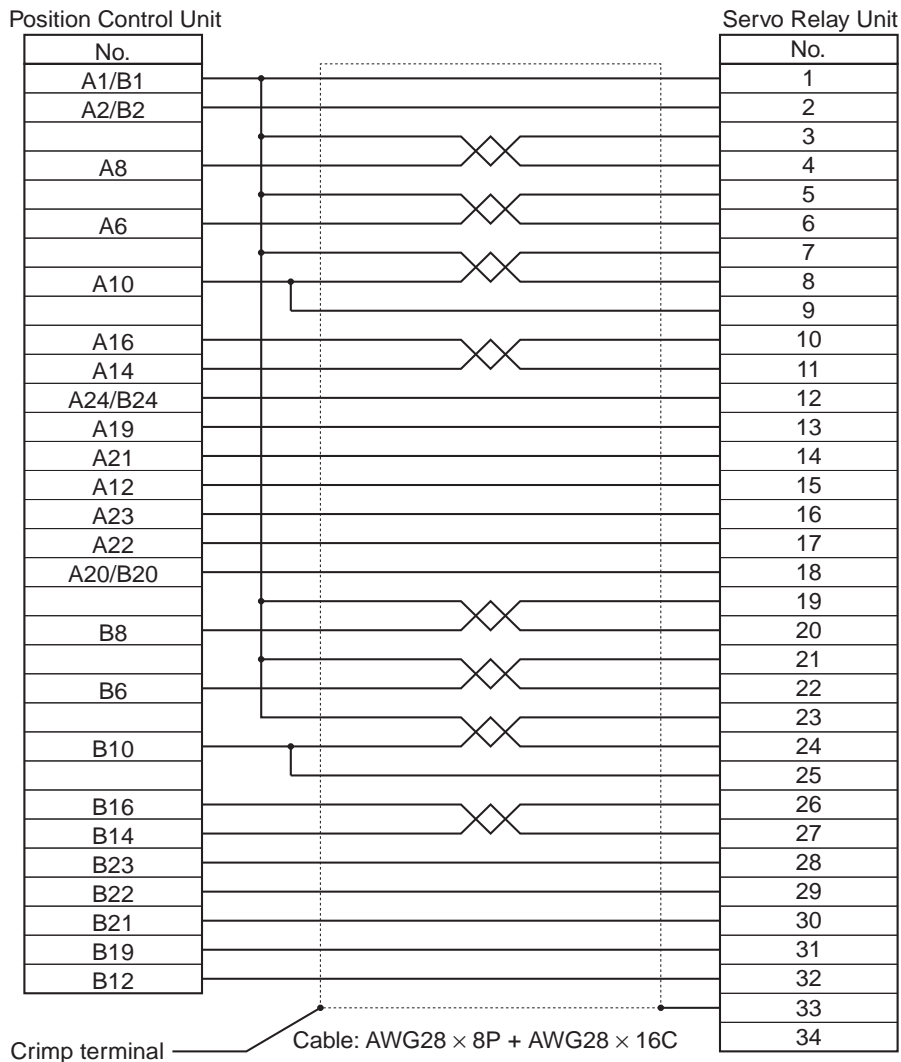 Position Control Unit Servo Relay Unit
No. No.
A1/B1 1
A2/B2 2
3
A8 4
5
A6 6
7
A10 8
9
A16 10
A14 11
A24/B24 12
A19 13
A21 14
A12 15
A23 16
A22 17
A20/B20 18
19
B8 20
21
B6 22
23
B10 24
25
B16 26
B14 27
B23 28
B22 29
B21 30
B19 31
B12 32
33
Cable: AWG28 × 8P + AWG28 × 16C 34
Crimp terminal